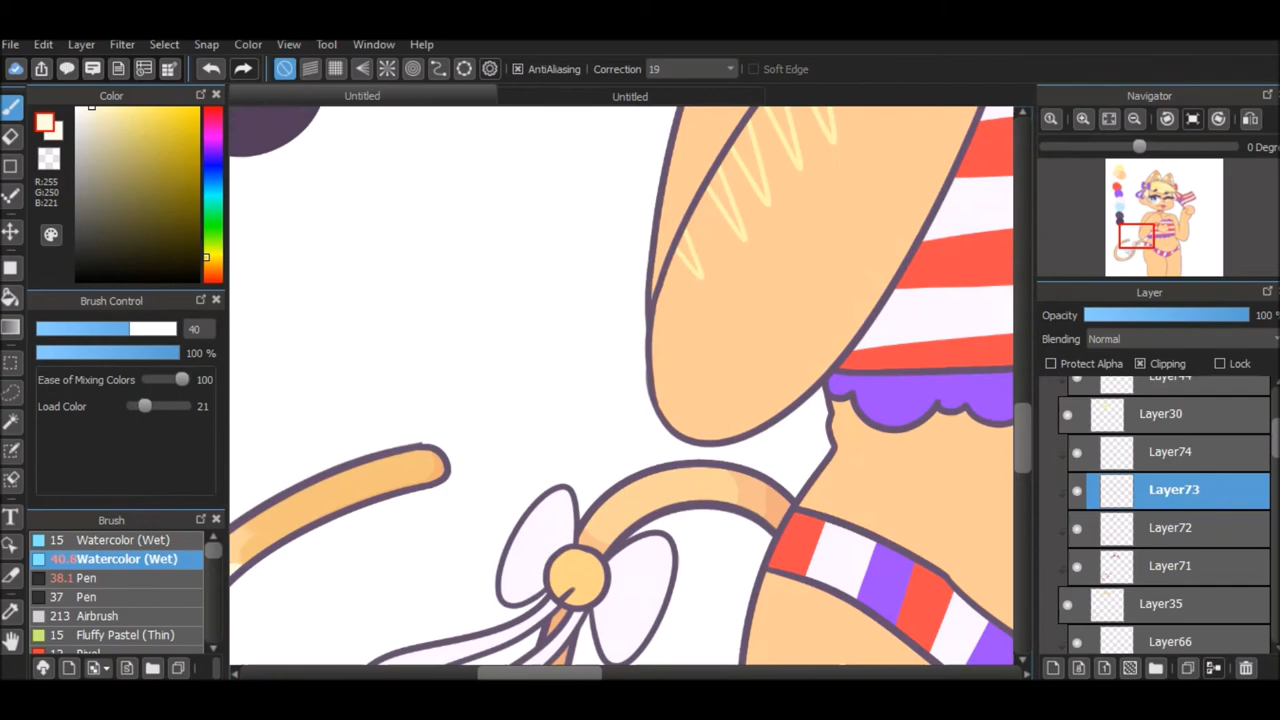 File Edit Layer Filter Select Snap Color View Tool Window Help
AntiAliasing Correction 19 Soft Edge
Color Untitled Untitled Navigator
R:255
G:250
B:221
0 Degre
Brush Control
40
100 %
Ease of Mixing Colors 100
Load Color 21
Layer
Opacity 100 %
Blending Normal
Protect Alpha Clipping Lock
Layer44
Layer30
Layer74
Layer73
Layer72
Layer71
Layer35
Layer66
Brush
15 Watercolor (Wet)
40.8 Watercolor (Wet)
38.1 Pen
37 Pen
213 Airbrush
15 Fluffy Pastel (Thin)